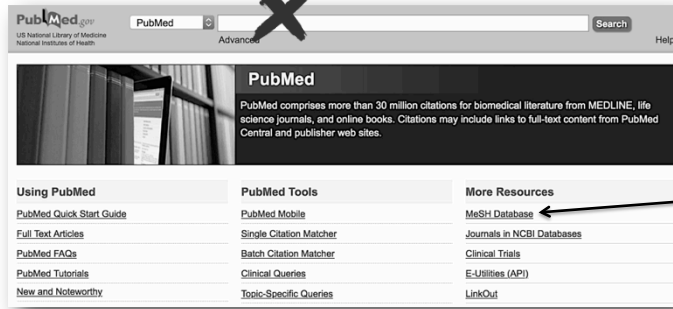 PubMed.gov
US National Library of Medicine
National Institutes of Health
PubMed
Search
Advanced
Help
PubMed
PubMed comprises more than 30 million citations for biomedical literature from MEDLINE, life
science journals, and online books. Citations may include links to full-text content from PubMed
Central and publisher web sites.
Using PubMed
PubMed Quick Start Guide
Full Text Articles
PubMed FAQs
PubMed Tutorials
New and Noteworthy
PubMed Tools
PubMed Mobile
Single Citation Matcher
Batch Citation Matcher
Clinical Queries
Topic-Specific Queries
More Resources
MeSH Database
Journals in NCBI Databases
Clinical Trials
E-Utilities (API)
LinkOut